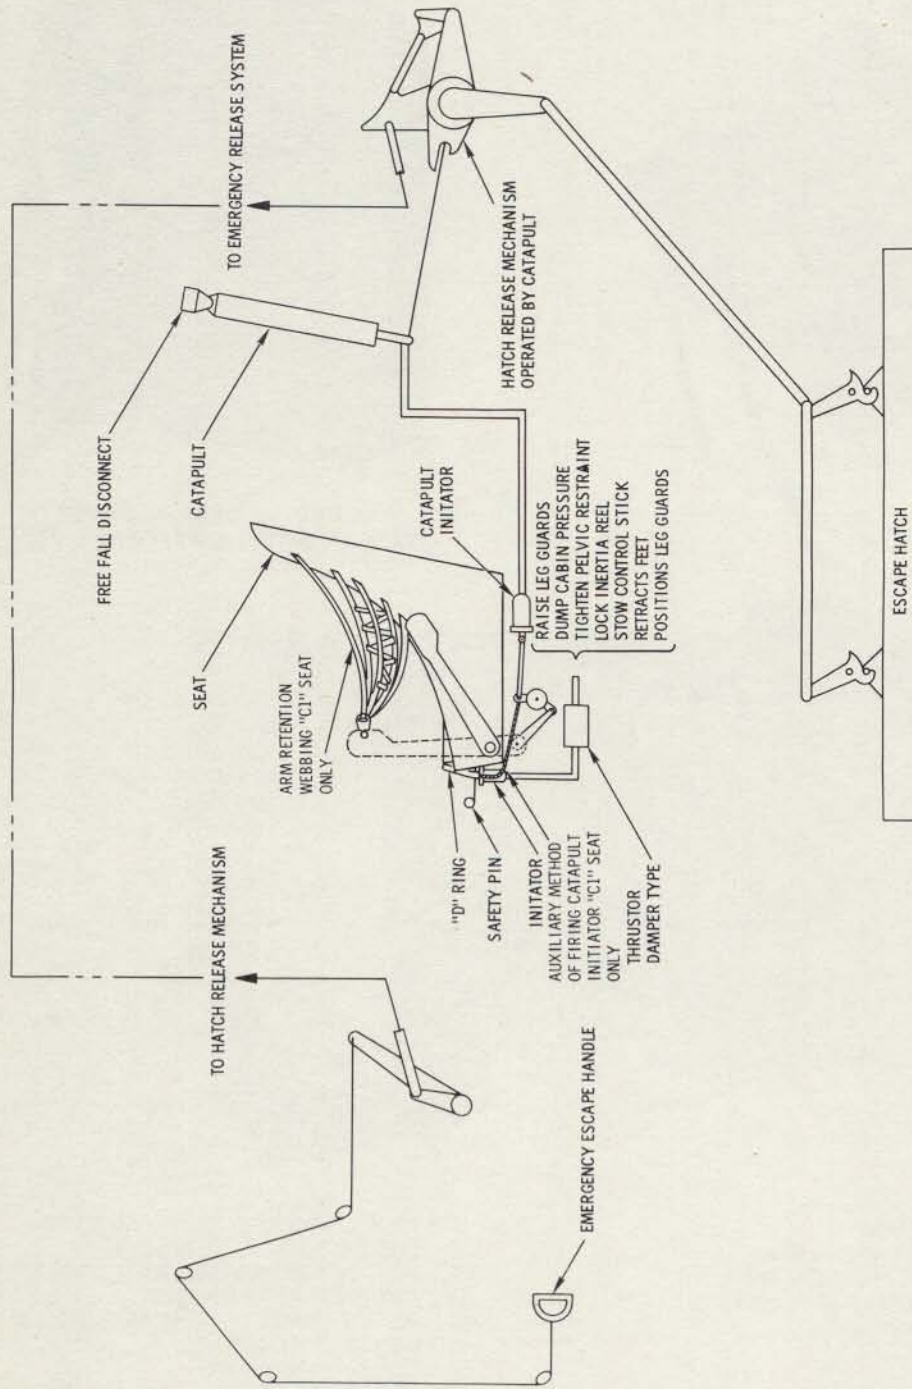 TO EMERGENCY RELEASE SYSTEM
FREE FALL DISCONNECT
CATAPULT
HATCH RELEASE MECHANISM
OPERATED BY CATAPULT
SEAT
CATAPULT
INITATOR
ARM RETENTION
WEBBING "C1" SEAT
ONLY
RAISE LEG GUARDS
DUMP CABIN PRESSURE
TIGHTEN PELVIC RESTRAINT
LOCK INERTIA REEL
STOW CONTROL STICK
RETRACTS FEET
POSITIONS LEG GUARDS
"D" RING
SAFETY PIN
INITATOR
AUXILIARY METHOD
OF FIRING CATAPULT
INITIATOR "C1" SEAT
ONLY
THRUSTOR
DAMPER TYPE
TO HATCH RELEASE MECHANISM
EMERGENCY ESCAPE HANDLE
ESCAPE HATCH